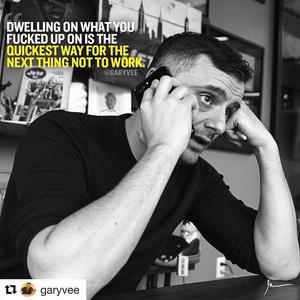 DWELLING ON WHAT YOU
FUCKED UP ON IS THE
QUICKEST WAY FOR THE
NEXT THING NOT TO WORK.
@GARYVEE
garyvee